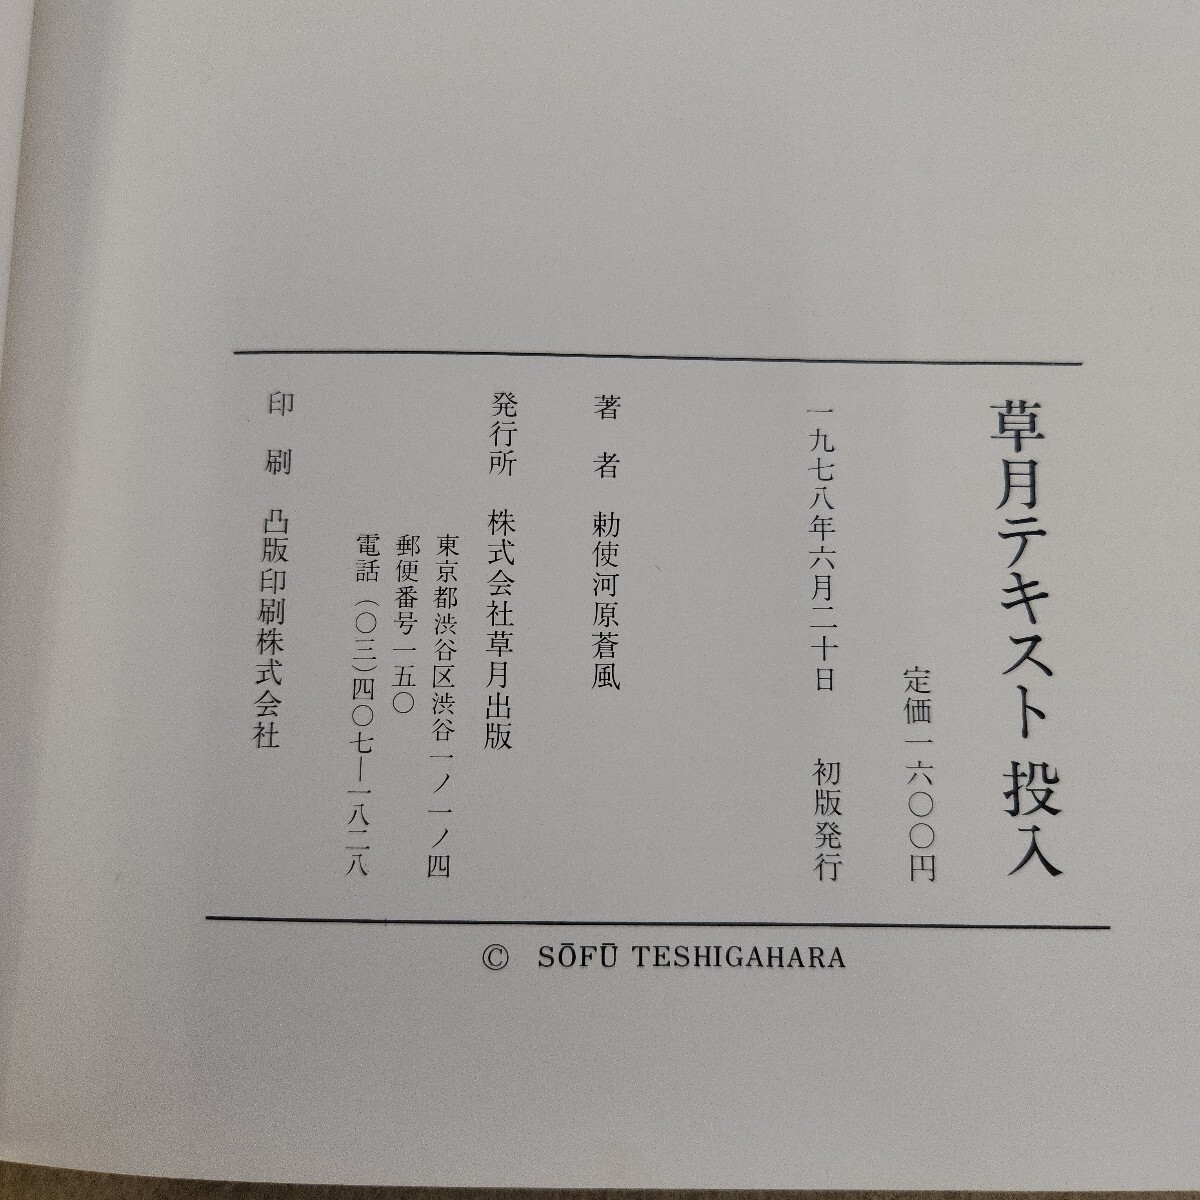 草月テキスト 投入
定価一六〇〇円
一九七八年六月二十日 初版発行
著者 勅使河原蒼風
発行所 株式会社草月出版
東京都渋谷区渋谷一ノ一ノ四
郵便番号一五〇
電話(〇三)四〇七―一八二八
印刷 凸版印刷株式会社
© SŌFŪ TESHIGAHARA